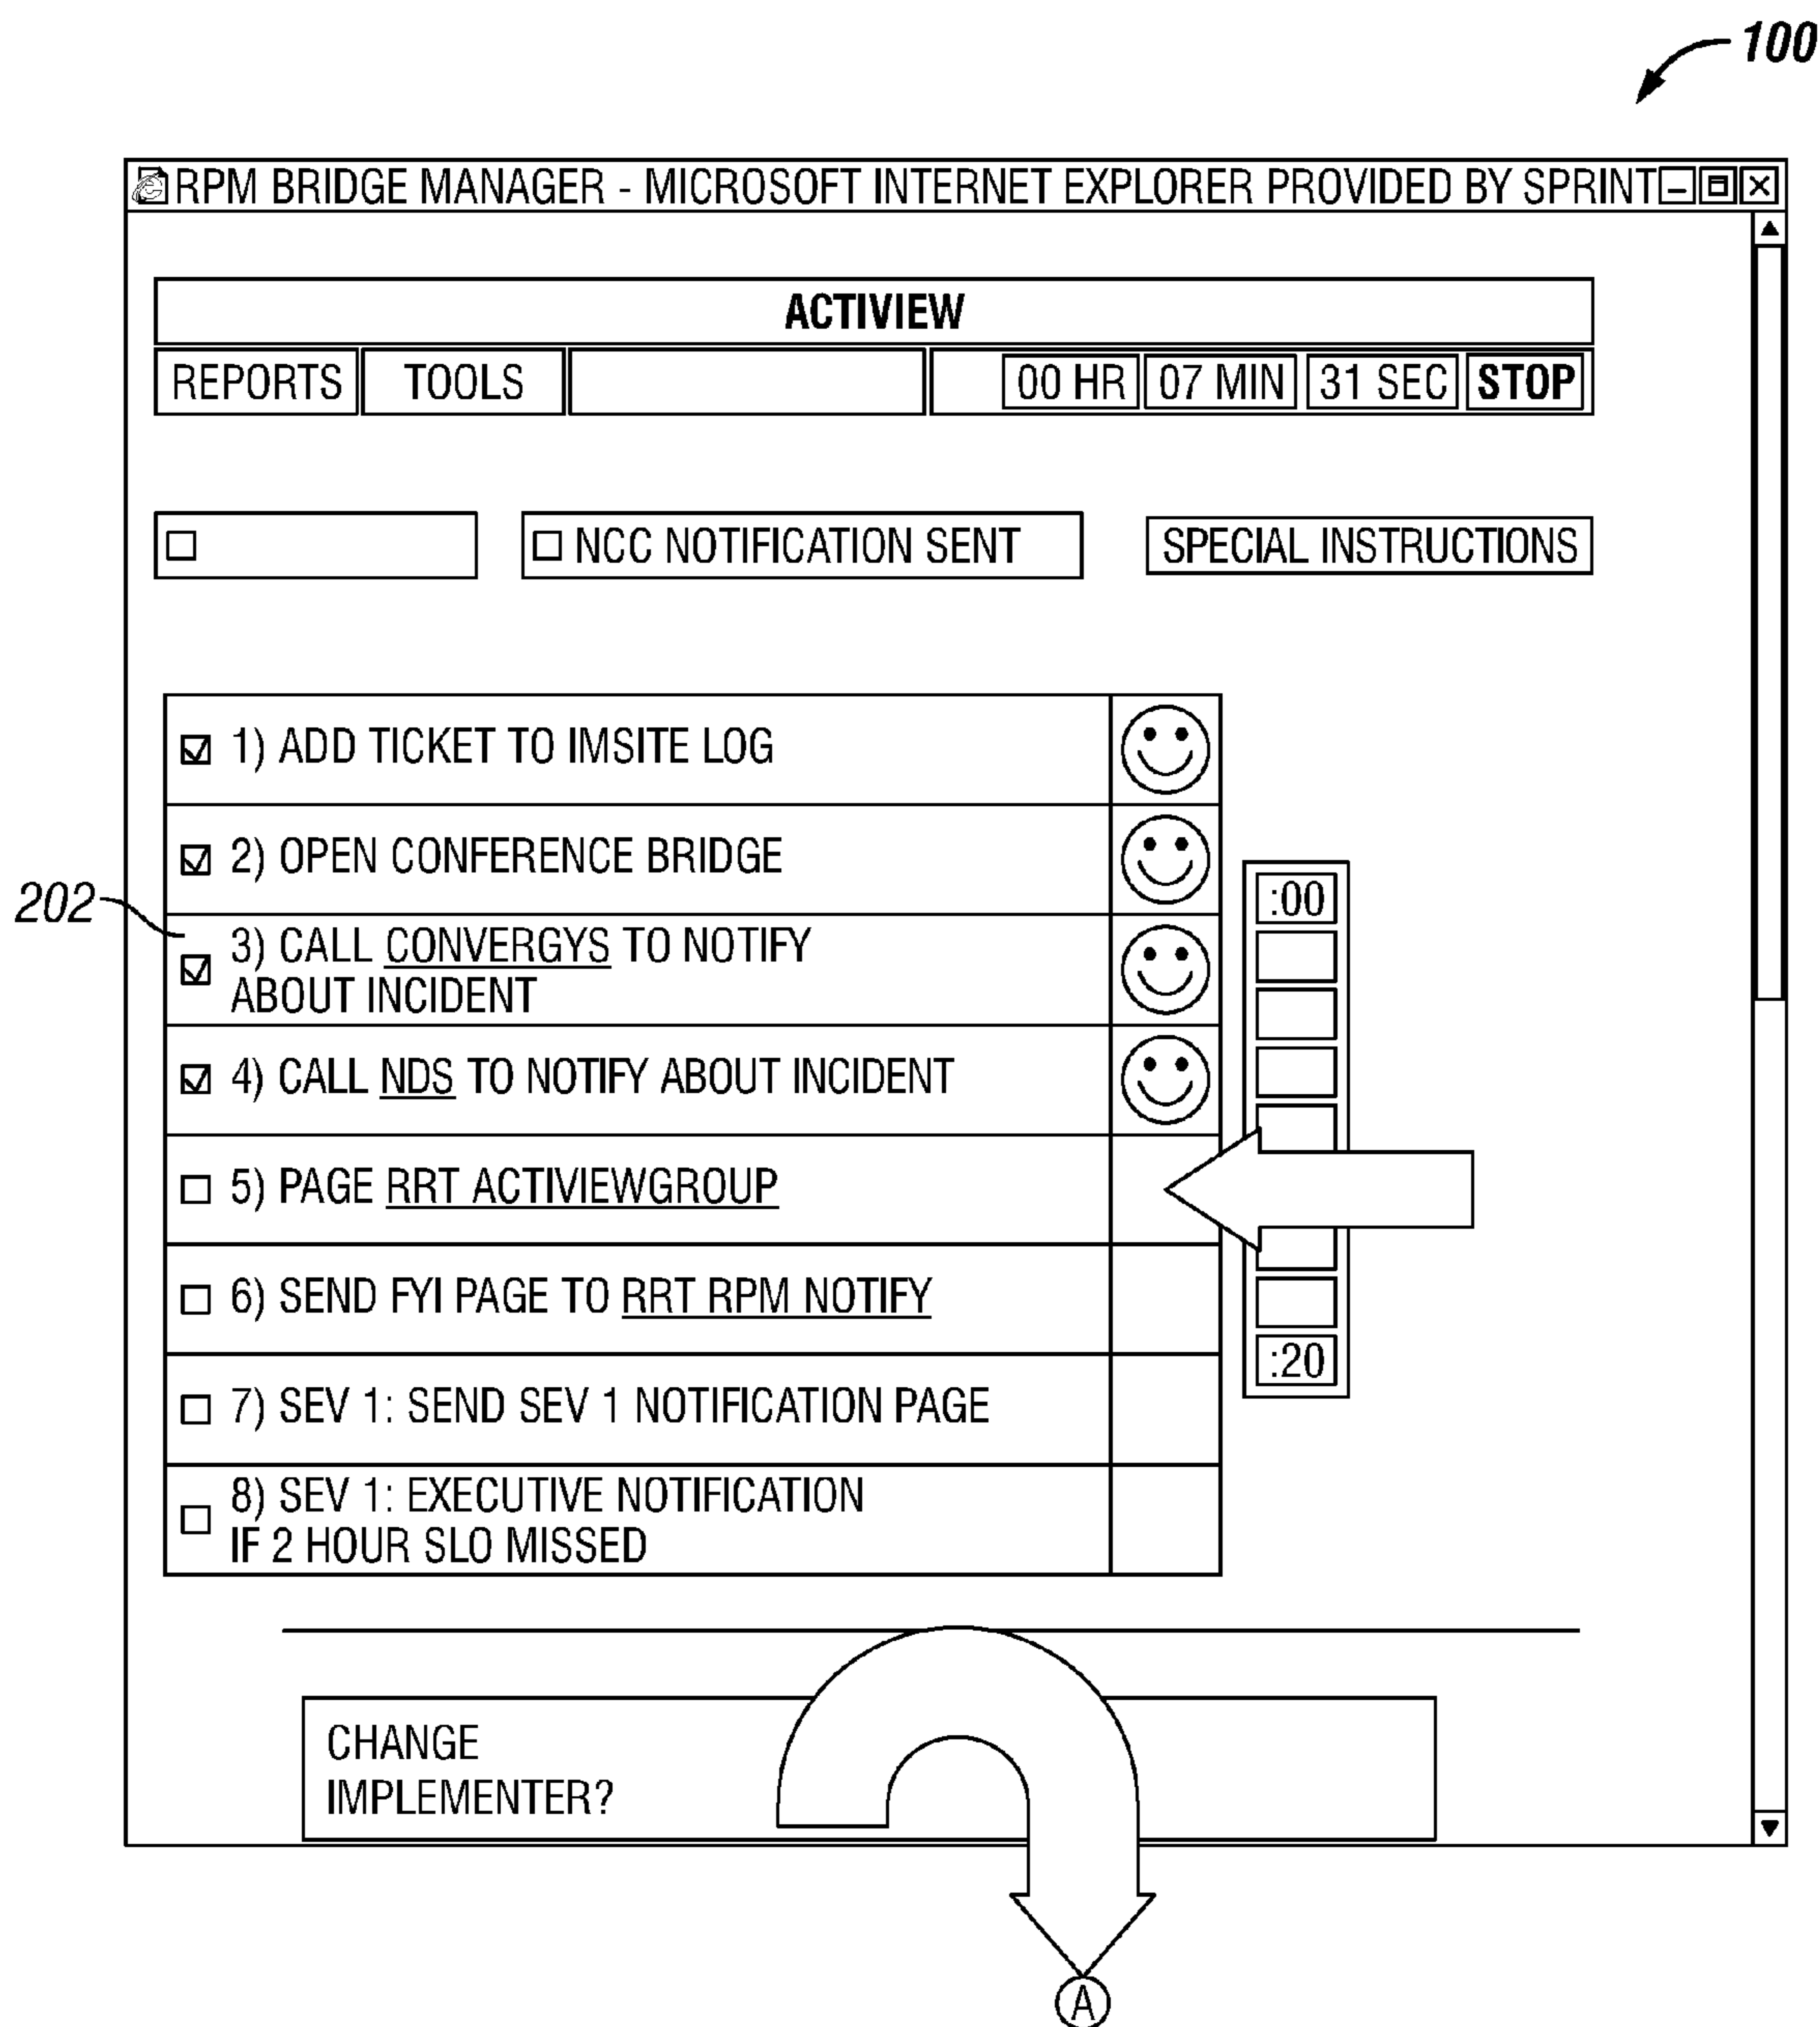 100
RPM BRIDGE MANAGER - MICROSOFT INTERNET EXPLORER PROVIDED BY SPRINT
ACTIVIEW
REPORTS TOOLS 00 HR 07 MIN 31 SEC STOP
NCC NOTIFICATION SENT SPECIAL INSTRUCTIONS
1) ADD TICKET TO IMSITE LOG
2) OPEN CONFERENCE BRIDGE
:00
202
3) CALL CONVERGYS TO NOTIFY
ABOUT INCIDENT
4) CALL NDS TO NOTIFY ABOUT INCIDENT
5) PAGE RRT ACTIVIEWGROUP
6) SEND FYI PAGE TO RRT RPM NOTIFY
:20
7) SEV 1: SEND SEV 1 NOTIFICATION PAGE
8) SEV 1: EXECUTIVE NOTIFICATION
IF 2 HOUR SLO MISSED
CHANGE
IMPLEMENTER?
A